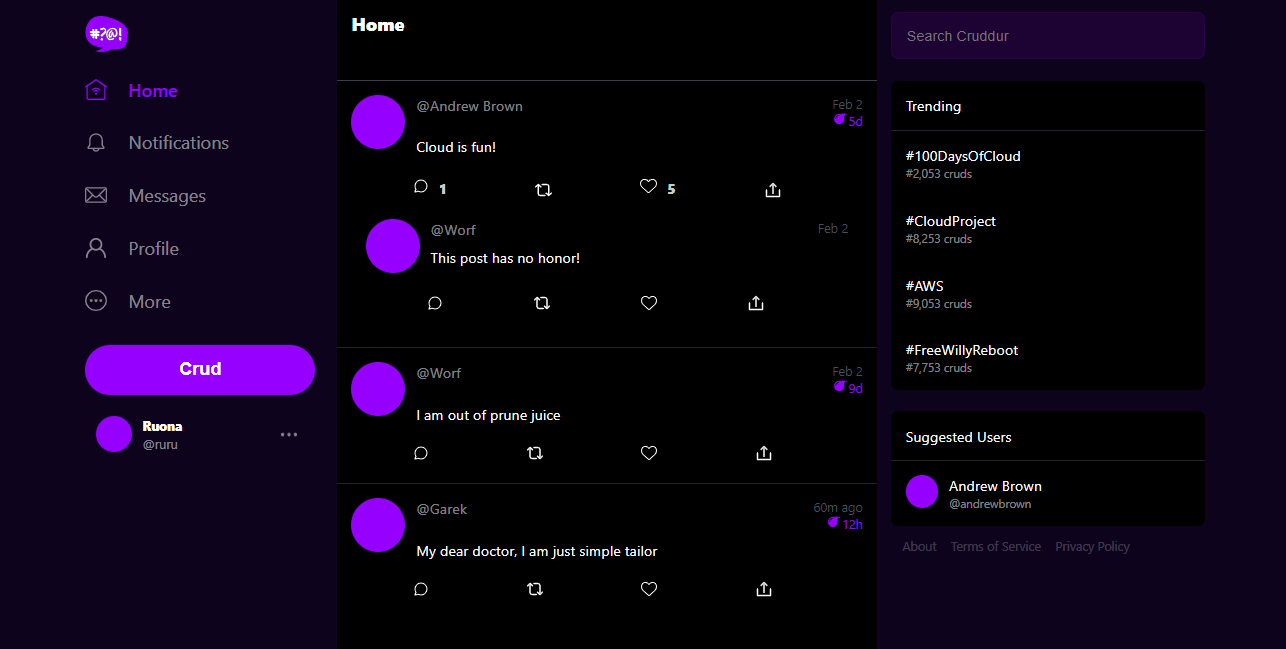 #?@!
Home
Notifications
Messages
Profile
More
Crud
Ruona
@ruru
Home
@Andrew Brown
Feb 2
5d
Cloud is fun!
1
5
@Worf
Feb 2
This post has no honor!
@Worf
Feb 2
9d
I am out of prune juice
@Garek
60m ago
12h
My dear doctor, I am just simple tailor
Search Cruddur
Trending
#100DaysOfCloud
#2,053 cruds
#CloudProject
#8,253 cruds
#AWS
#9,053 cruds
#FreeWillyReboot
#7,753 cruds
Suggested Users
Andrew Brown
@andrewbrown
About Terms of Service Privacy Policy